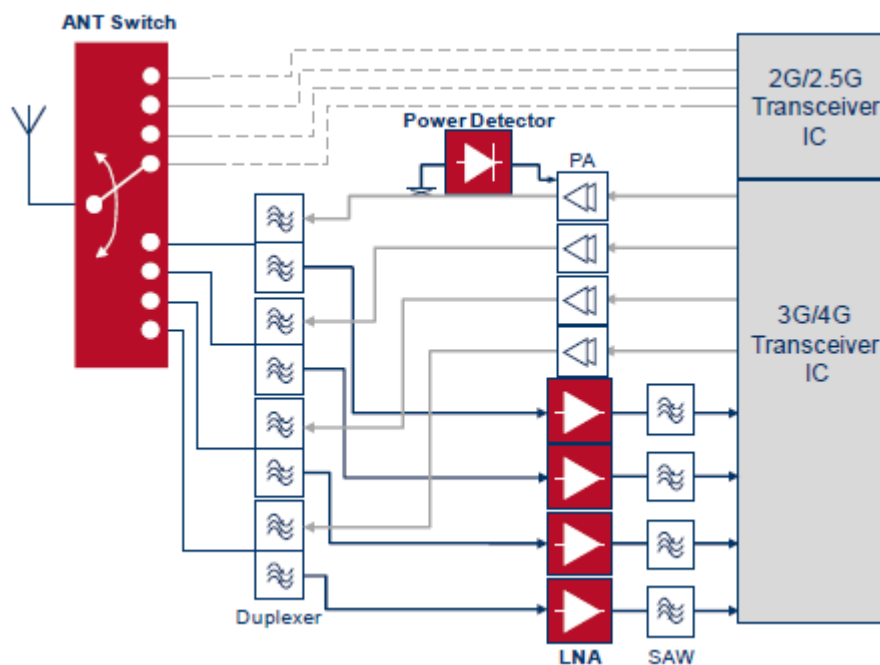 ANT Switch
2G/2.5G
Transceiver
IC
Power Detector
PA
3G/4G
Transceiver
IC
Duplexer
LNA
SAW